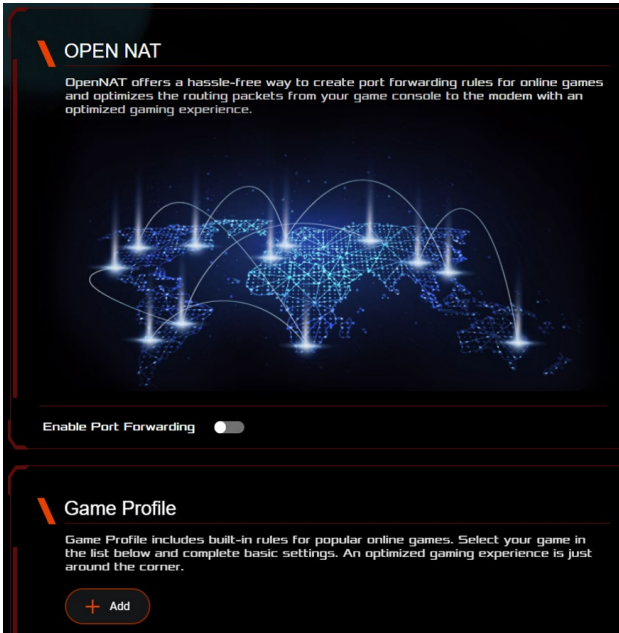 OPEN NAT
OpenNAT offers a hassle-free way to create port forwarding rules for online games
and optimizes the routing packets from your game console to the modem with an
optimized gaming experience.
Enable Port Forwarding
Game Profile
Game Profile includes built-in rules for popular online games. Select your game in
the list below and complete basic settings. An optimized gaming experience is just
around the corner.
Add